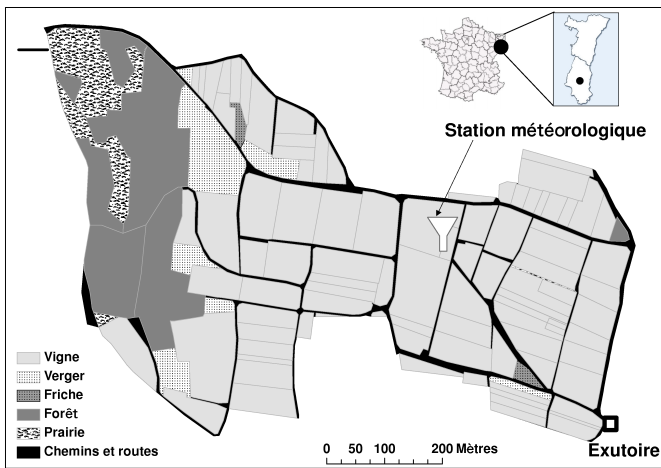 Station météorologique
Vigne
Verger
Friche
Forêt
Prairie
Chemins et routes
0 50 100 200 Mètres
Exutoire